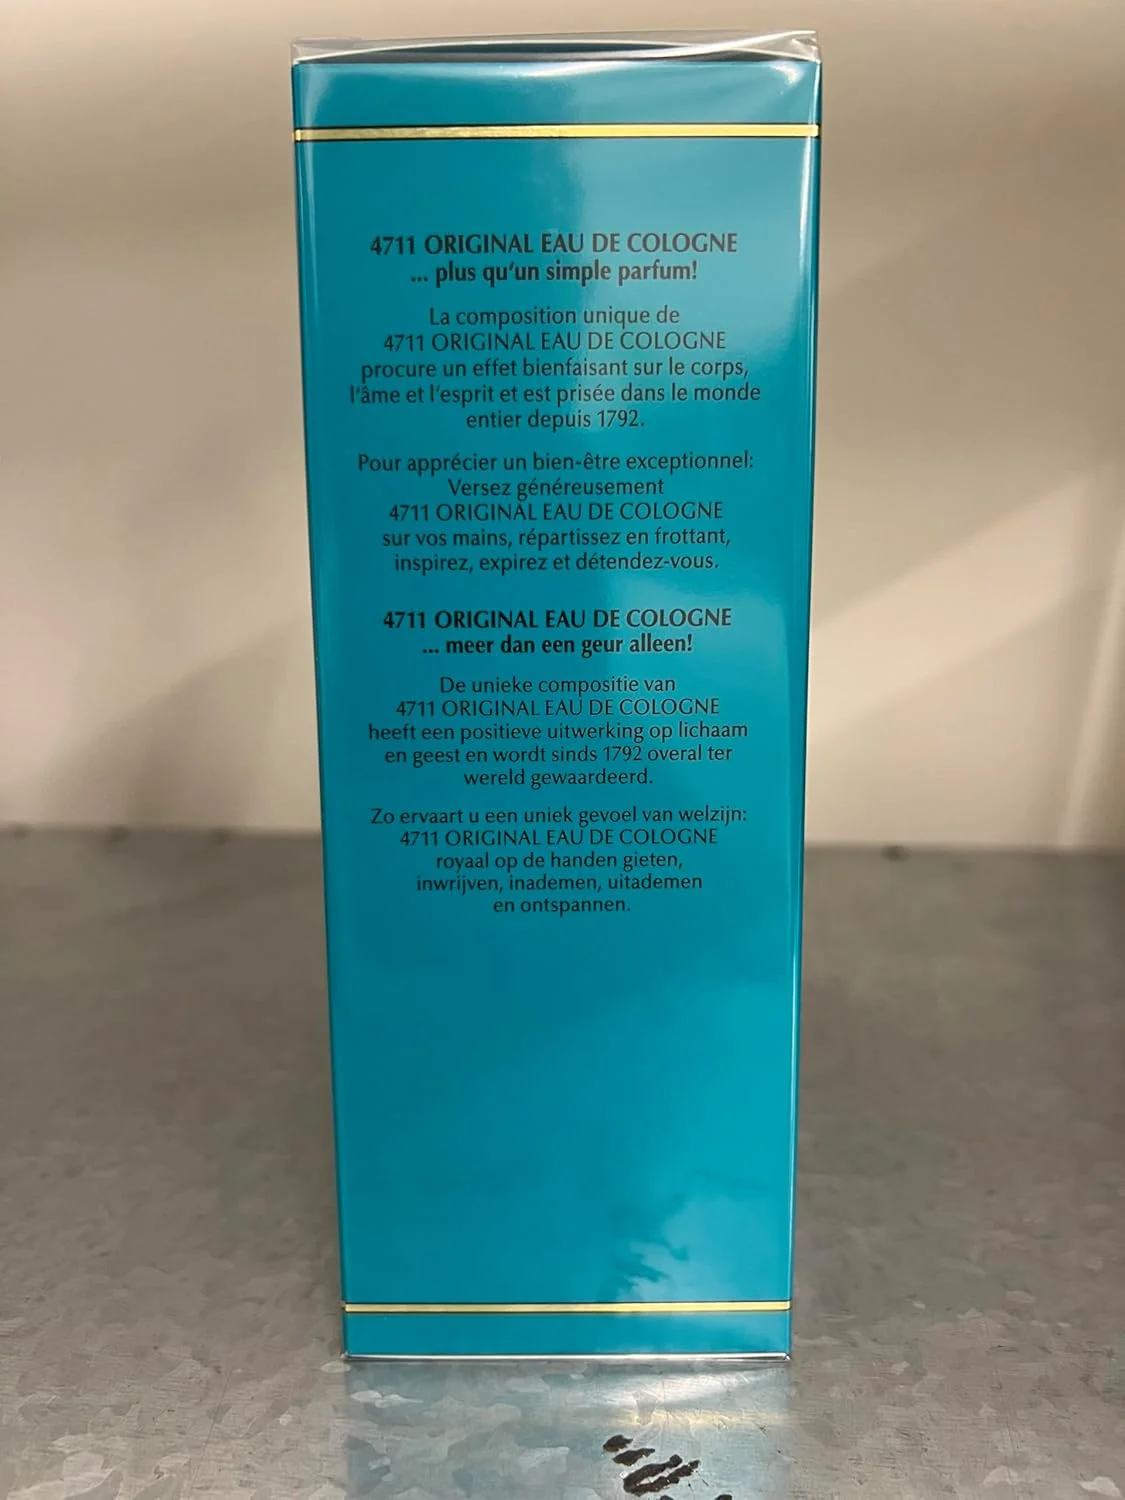 4711 ORIGINAL EAU DE COLOGNE
... plus qu'un simple parfum!
La composition unique de
4711 ORIGINAL EAU DE COLOGNE
procure un effet bienfaisant sur le corps,
l'âme et l'esprit et est prisée dans le monde
entier depuis 1792.
Pour apprécier un bien-être exceptionnel:
Versez généreusement
4711 ORIGINAL EAU DE COLOGNE
sur vos mains, répartissez en frottant,
inspirez, expirez et détendez-vous.
4711 ORIGINAL EAU DE COLOGNE
... meer dan een geur alleen!
De unieke compositie van
4711 ORIGINAL EAU DE COLOGNE
heeft een positieve uitwerking op lichaam
en geest en wordt sinds 1792 overal ter
wereld gewaardeerd.
Zo ervaart u een uniek gevoel van welzijn:
4711 ORIGINAL EAU DE COLOGNE
royaal op de handen gieten,
inwrijven, inademen, uitademen
en ontspannen.